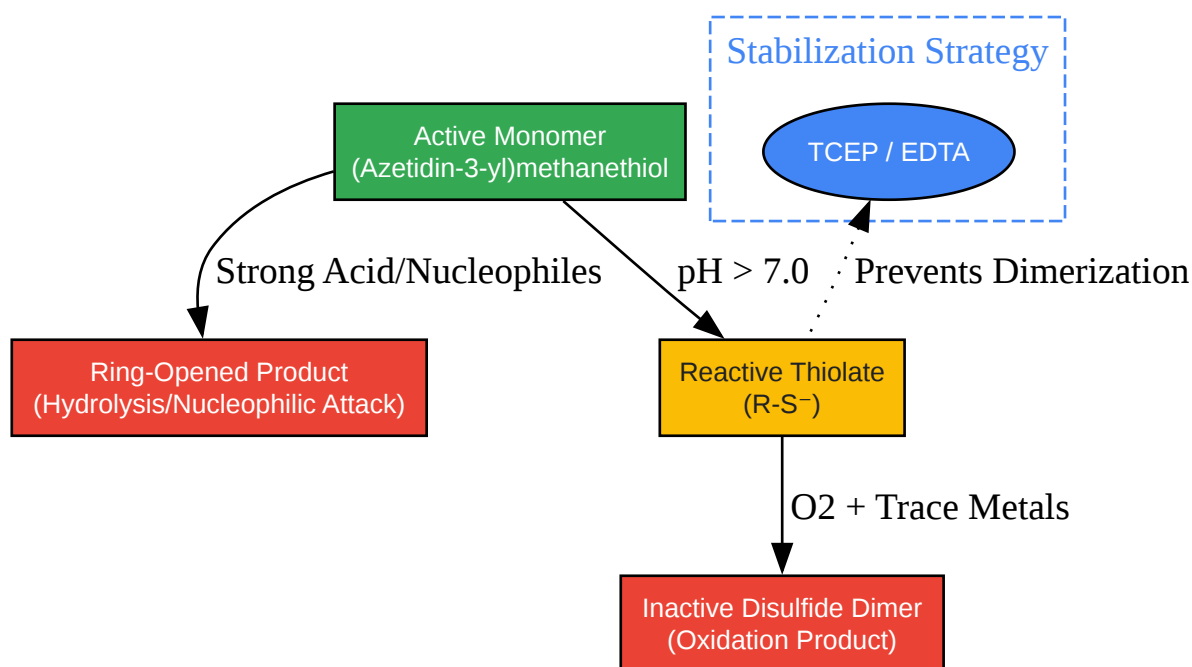 Stabilization Strategy
TCEP / EDTA
Active Monomer
(Azetidin-3-yl)methanethiol
Strong Acid/Nucleophiles
pH > 7.0
Prevents Dimerization
Ring-Opened Product
(Hydrolysis/Nucleophilic Attack)
Reactive Thiolate
(R-S⁻)
O2 + Trace Metals
Inactive Disulfide Dimer
(Oxidation Product)